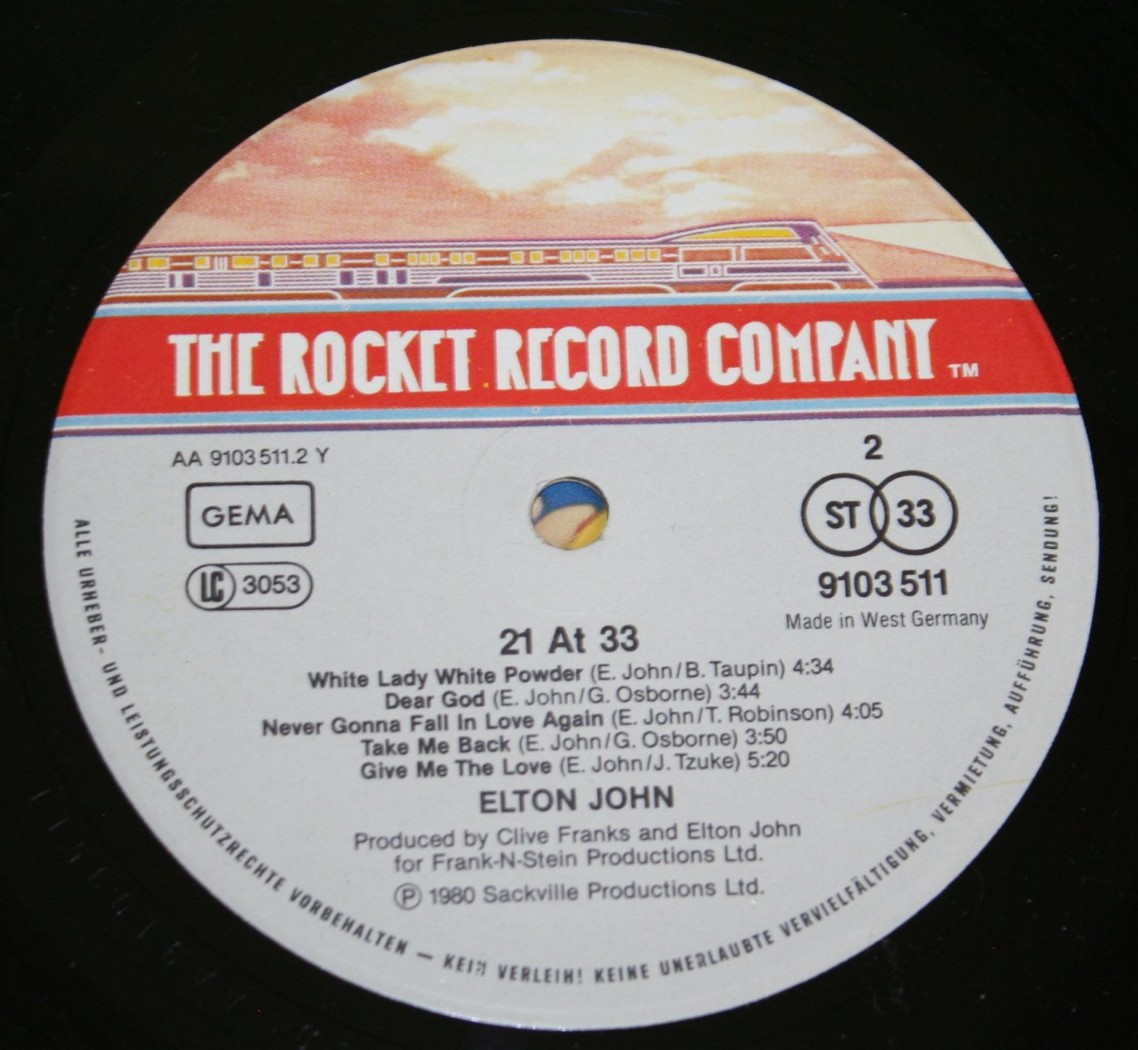 THE ROCKET RECORD COMPANY TM
AA 9103 511.2 Y
GEMA
LC 3053
2
ST 33
9103 511
Made in West Germany
21 At 33
White Lady White Powder (E. John/B. Taupin) 4:34
Dear God (E. John/G. Osborne) 3:44
Never Gonna Fall In Love Again (E. John/T. Robinson) 4:05
Take Me Back (E. John/G. Osborne) 3:50
Give Me The Love (E. John/J. Tzuke) 5:20
ELTON JOHN
Produced by Clive Franks and Elton John
for Frank-N-Stein Productions Ltd.
℗ 1980 Sackville Productions Ltd.
ALLE URHEBER- UND LEISTUNGSSCHUTZRECHTE VORBEHALTEN — KEIN VERLEIH! KEINE UNERLAUBTE VERVIELFÄLTIGUNG, VERMIETUNG, AUFFÜHRUNG, SENDUNG!